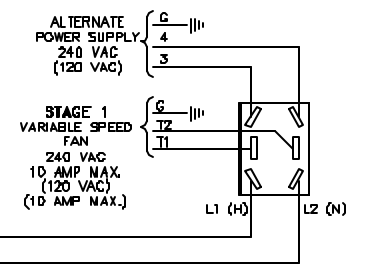 ALTERNATE
POWER SUPPLY
240 VAC
(120 VAC)
G
4
3
STAGE 1
VARIABLE SPEED
FAN
240 VAC
10 AMP MAX.
(120 VAC)
(10 AMP MAX.)
G
T2
T1
L1 (H)
L2 (N)